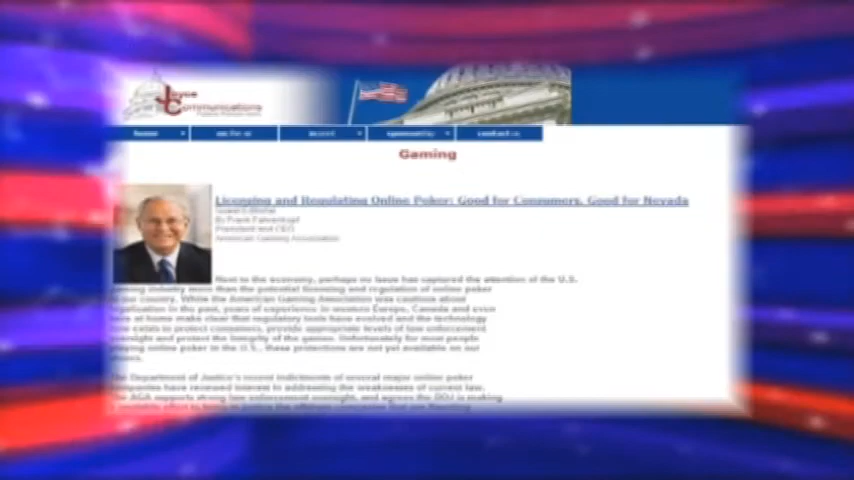 Joyce
Communications
home
contact us
Gaming
Licensing and Regulating Online Poker: Good for Consumers, Good for Nevada
Guest Editorial
By Frank Fahrenkopf
President and CEO
American Gaming Association
Next to the economy, perhaps no issue has captured the attention of the U.S.
gaming industry more than the potential licensing and regulation of online poker
in our country. While the American Gaming Association was cautious about
legalization in the past, years of experience in western Europe, Canada and even
here at home make clear that regulatory tools have evolved and the technology
now exists to protect consumers, provide appropriate levels of law enforcement
oversight and protect the integrity of the games. Unfortunately for most people
playing online poker in the U.S., these protections are not yet available on our
shores.
The Department of Justice's recent indictments of several major online poker
companies have renewed interest in addressing the weaknesses of current law.
The AGA supports strong law enforcement oversight, and agrees the DOJ is making